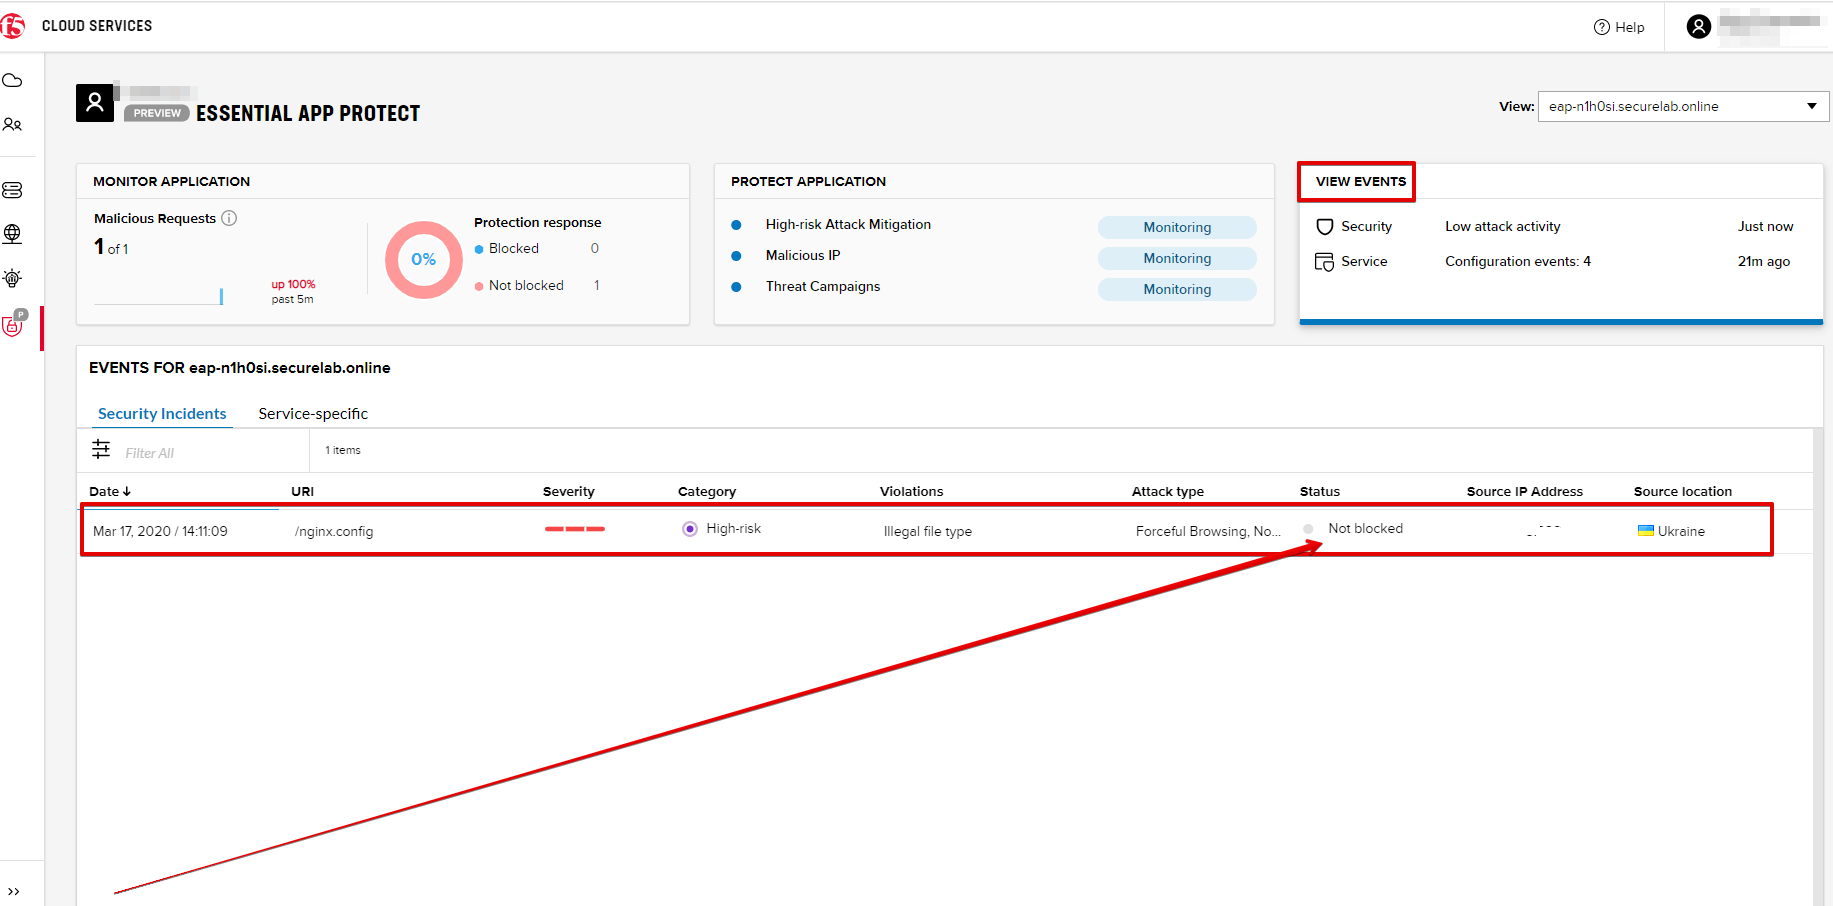 f5 CLOUD SERVICES
Help
PREVIEW ESSENTIAL APP PROTECT
View: eap-n1h0si.securelab.online
MONITOR APPLICATION
Malicious Requests
1 of 1
up 100%
past 5m
0%
Protection response
Blocked 0
Not blocked 1
PROTECT APPLICATION
High-risk Attack Mitigation Monitoring
Malicious IP Monitoring
Threat Campaigns Monitoring
VIEW EVENTS
Security Low attack activity Just now
Service Configuration events: 4 21m ago
P
EVENTS FOR eap-n1h0si.securelab.online
Security Incidents Service-specific
Filter All 1 items
Date URI Severity Category Violations Attack type Status Source IP Address Source location
Mar 17, 2020 / 14:11:09 /nginx.config High-risk Illegal file type Forceful Browsing, No... Not blocked Ukraine